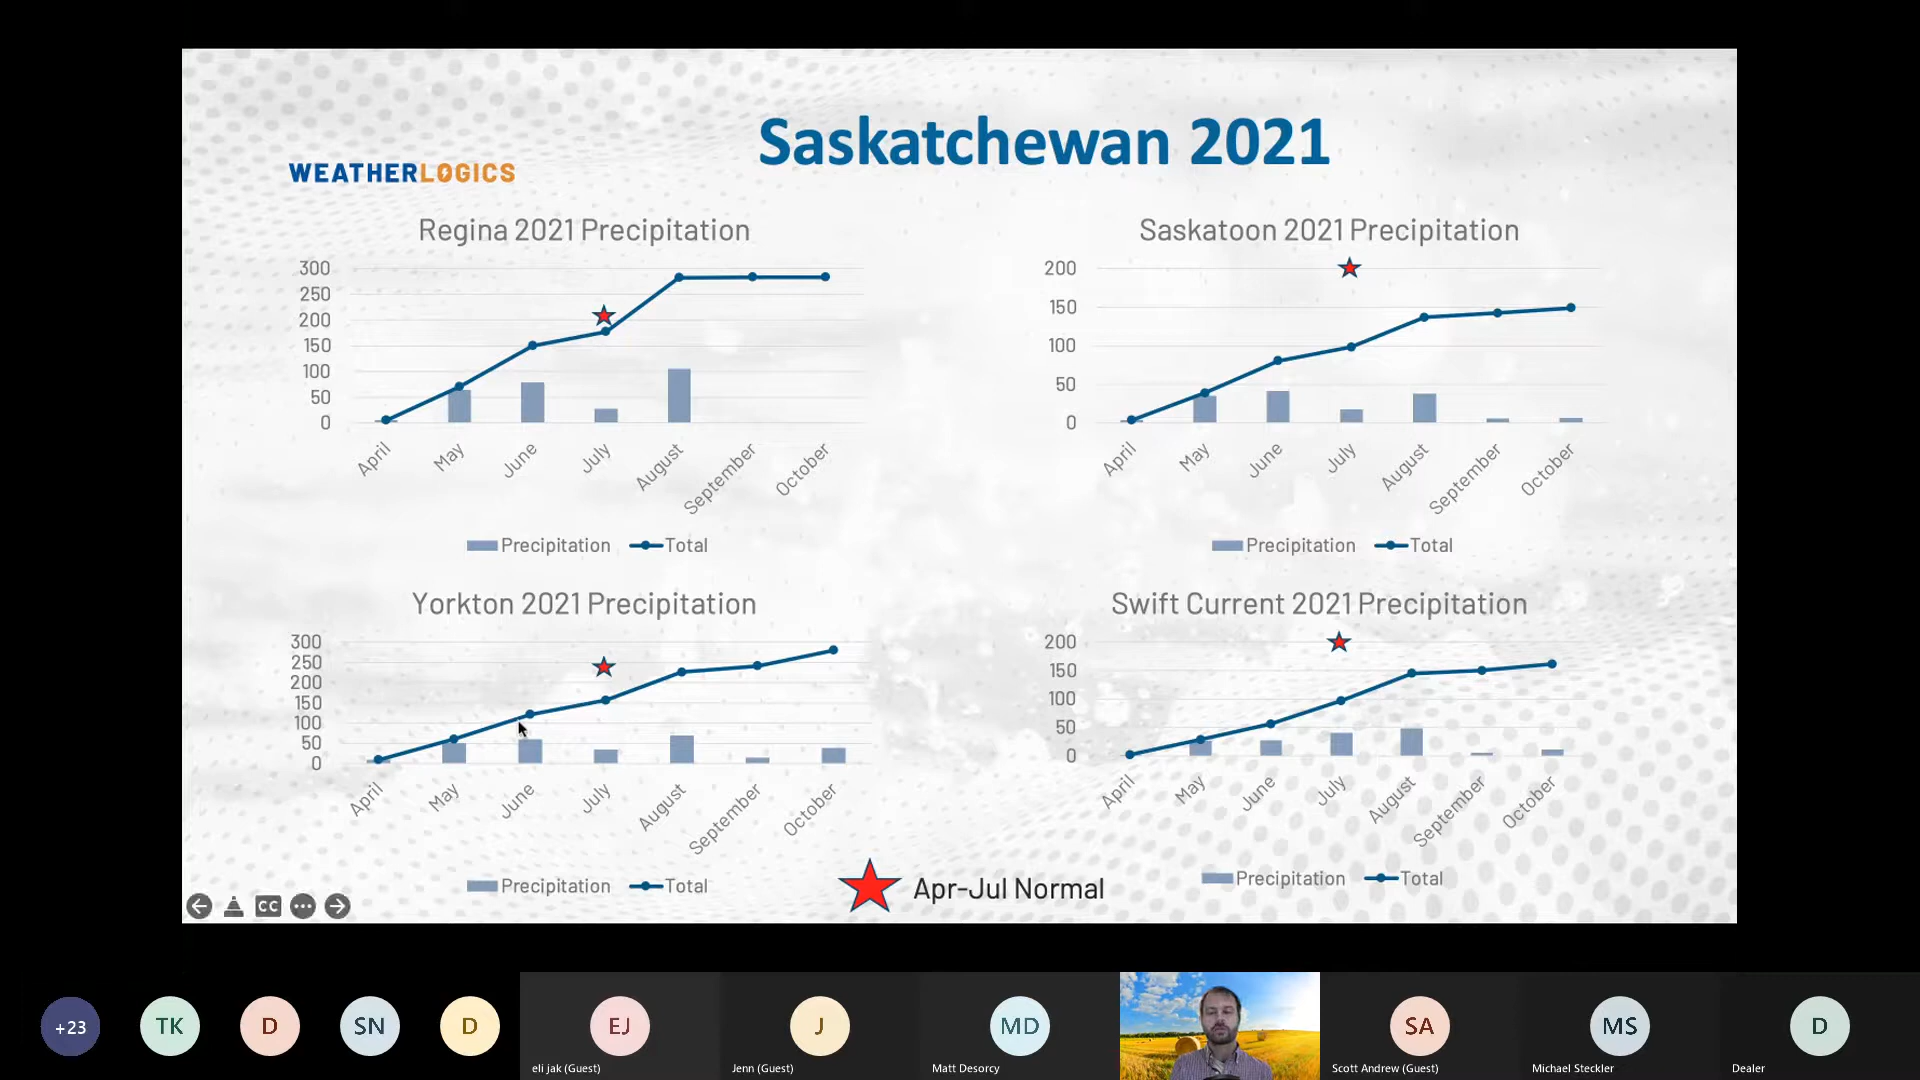 Saskatchewan 2021
WEATHERLOGICS
Regina 2021 Precipitation
300
250
200
150
100
50
0
April
May
June
July
August
September
October
Precipitation
Total
Saskatoon 2021 Precipitation
200
150
100
50
0
April
May
June
July
August
September
October
Precipitation
Total
Yorkton 2021 Precipitation
300
250
200
150
100
50
0
April
May
June
July
August
September
October
Precipitation
Total
Swift Current 2021 Precipitation
200
150
100
50
0
April
May
June
July
August
September
October
Precipitation
Total
Apr-Jul Normal
CC
+23
TK
D
SN
D
EJ
eli jak (Guest)
J
Jenn (Guest)
MD
Matt Desorcy
SA
Scott Andrew (Guest)
MS
Michael Steckler
D
Dealer